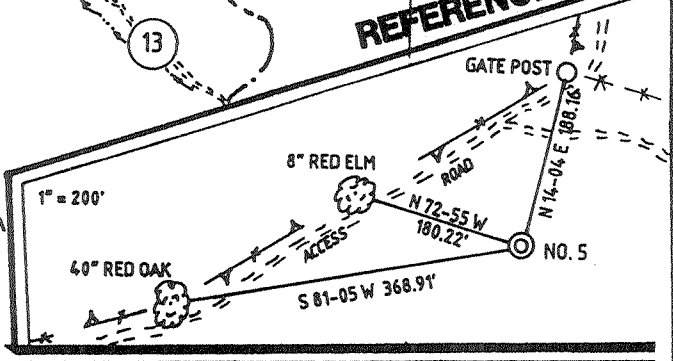 13
REFEREN
GATE POST
N 14-04 E 188.16'
1" = 200'
8" RED ELM
ROAD
N 72-55 W
180.22'
ACCESS
NO. 5
40" RED OAK
S 81-05 W 368.91'